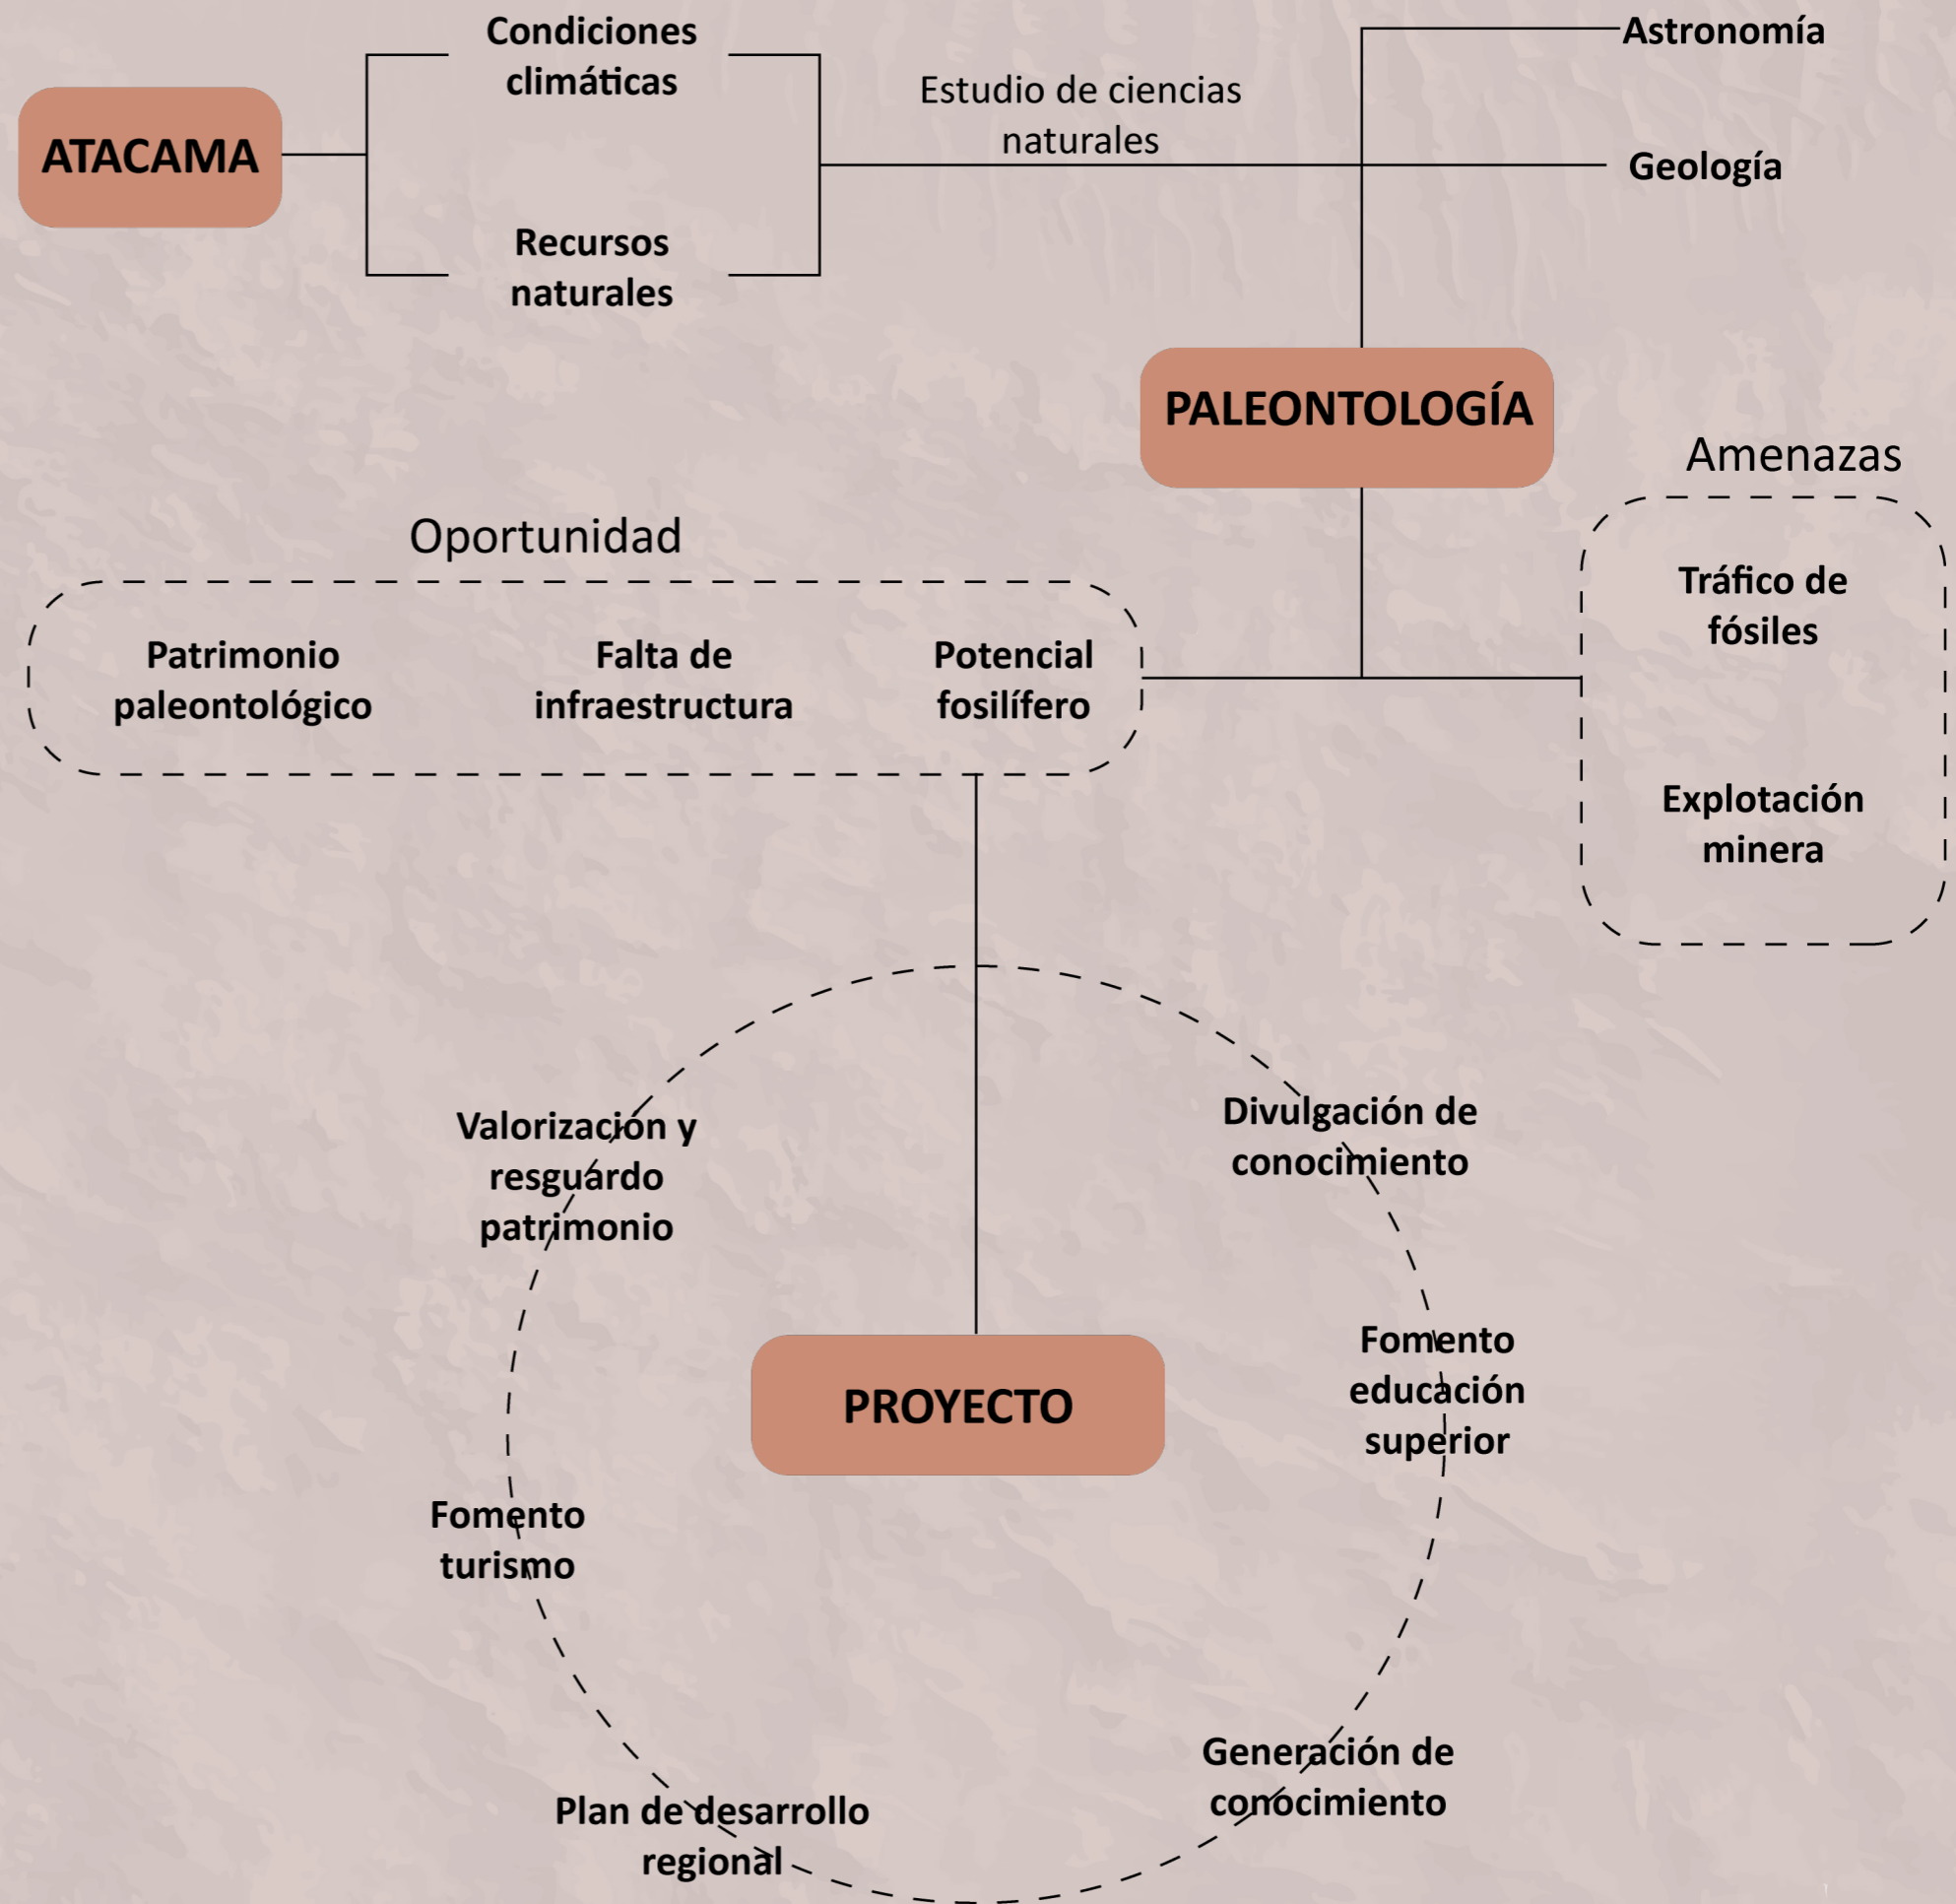 Condiciones
climáticas
Astronomía
Estudio de ciencias
naturales
ATACAMA
Geología
Recursos
naturales
PALEONTOLOGÍA
Amenazas
Oportunidad
Tráfico de
fósiles
Patrimonio
paleontológico
Falta de
infraestructura
Potencial
fosilífero
Explotación
minera
Valorización y
resguardo
patrimonio
Divulgación de
conocimiento
Fomento
educación
superior
PROYECTO
Fomento
turismo
Generación de
conocimiento
Plan de desarrollo
regional